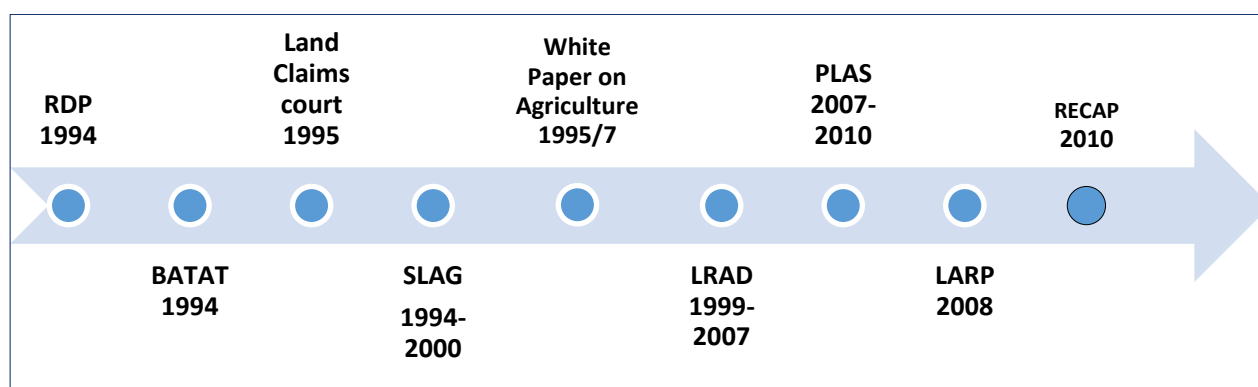 RDP
1994
BATAT
1994
Land
Claims
court
1995
SLAG
1994-
2000
White
Paper on
Agriculture
1995/7
LRAD
1999-
2007
PLAS
2007-
2010
LARP
2008
RECAP
2010